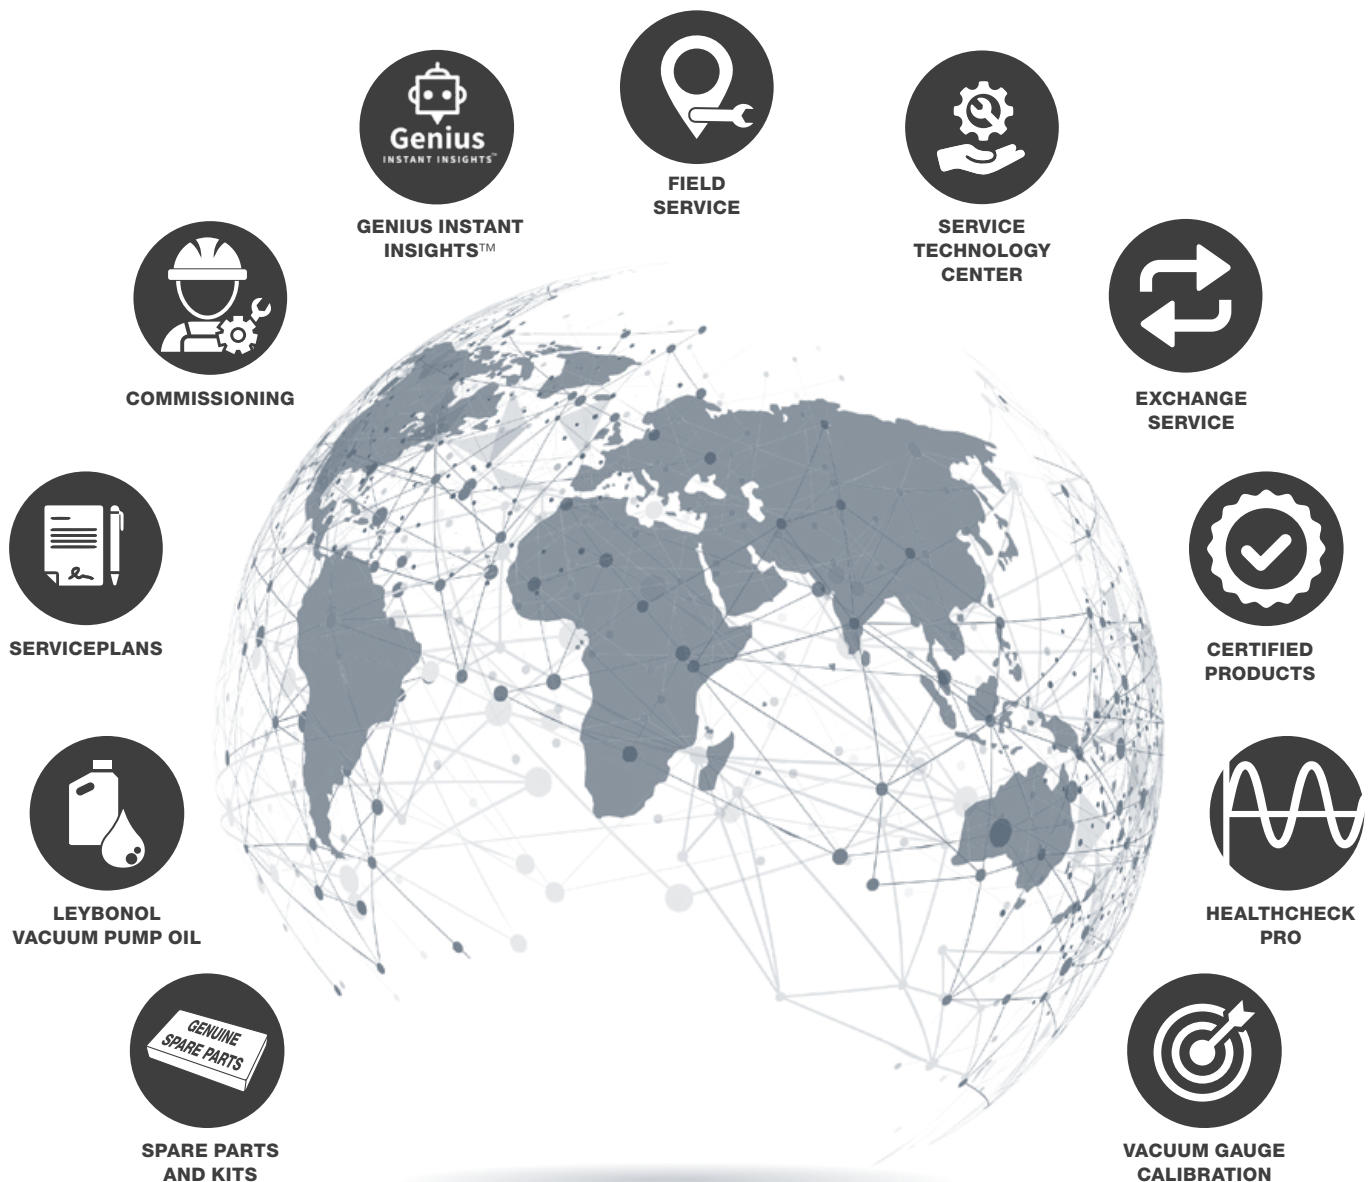 Genius
INSTANT INSIGHTS™
GENIUS INSTANT
INSIGHTS™
FIELD
SERVICE
SERVICE
TECHNOLOGY
CENTER
COMMISSIONING
EXCHANGE
SERVICE
SERVICEPLANS
CERTIFIED
PRODUCTS
LEYBONOL
VACUUM PUMP OIL
HEALTHCHECK
PRO
GENUINE
SPARE PARTS
SPARE PARTS
AND KITS
VACUUM GAUGE
CALIBRATION